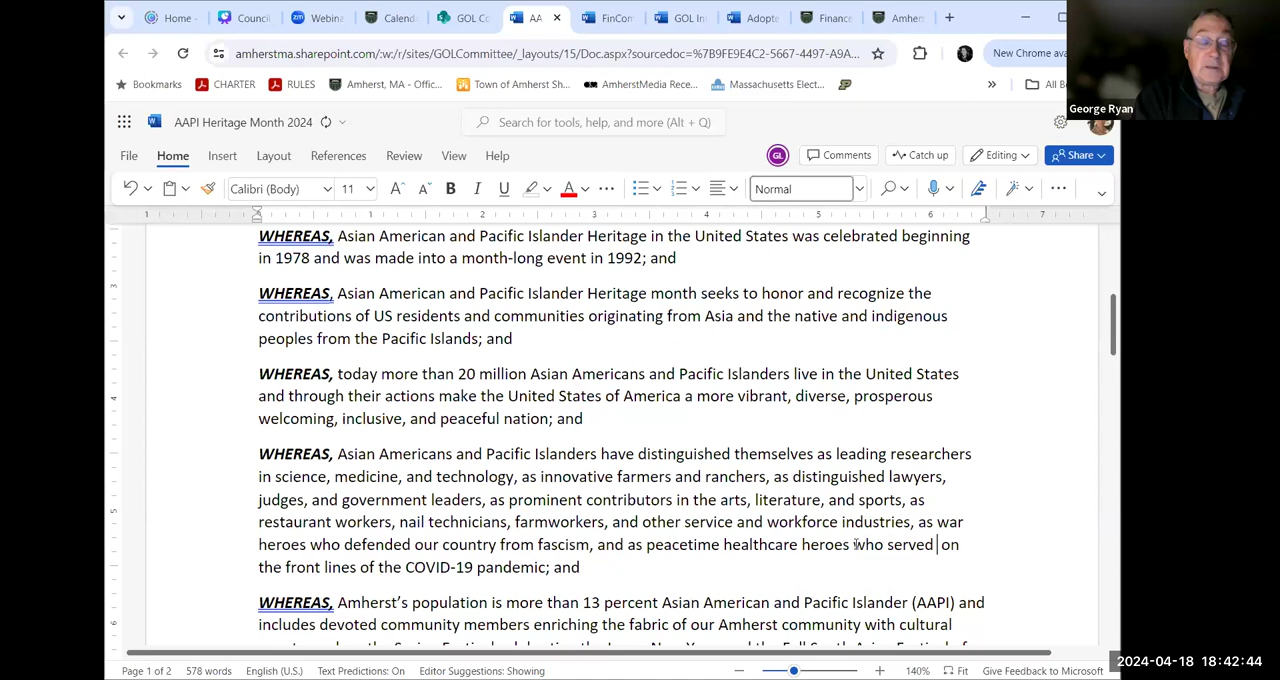 Home -
Council
Webina
Calenda
GOL Co
AA
FinCom
GOL In
Adopte
Finance
Amhers
amherstma.sharepoint.com/:w:/r/sites/GOLCommittee/_layouts/15/Doc.aspx?sourcedoc=%7B9FE9E4C2-5667-4497-A9A...
New Chrome ava
Bookmarks CHARTER RULES Amherst, MA - Offic... Town of Amherst Sh... AmherstMedia Rece... Massachusetts Elect... » All B
George Ryan
AAPI Heritage Month 2024
Search for tools, help, and more (Alt + Q)
File Home Insert Layout References Review View Help
GL Comments Catch up Editing Share
Calibri (Body) 11 A A B I U A ... Normal ...
1 1 2 3 4 5 6 7
WHEREAS, Asian American and Pacific Islander Heritage in the United States was celebrated beginning
in 1978 and was made into a month-long event in 1992; and
WHEREAS, Asian American and Pacific Islander Heritage month seeks to honor and recognize the
contributions of US residents and communities originating from Asia and the native and indigenous
peoples from the Pacific Islands; and
WHEREAS, today more than 20 million Asian Americans and Pacific Islanders live in the United States
and through their actions make the United States of America a more vibrant, diverse, prosperous
welcoming, inclusive, and peaceful nation; and
WHEREAS, Asian Americans and Pacific Islanders have distinguished themselves as leading researchers
in science, medicine, and technology, as innovative farmers and ranchers, as distinguished lawyers,
judges, and government leaders, as prominent contributors in the arts, literature, and sports, as
restaurant workers, nail technicians, farmworkers, and other service and workforce industries, as war
heroes who defended our country from fascism, and as peacetime healthcare heroes who served on
the front lines of the COVID-19 pandemic; and
WHEREAS, Amherst's population is more than 13 percent Asian American and Pacific Islander (AAPI) and
includes devoted community members enriching the fabric of our Amherst community with cultural
Page 1 of 2 578 words English (U.S.) Text Predictions: On Editor Suggestions: Showing
140% Fit Give Feedback to Microsoft
2024-04-18 18:42:44